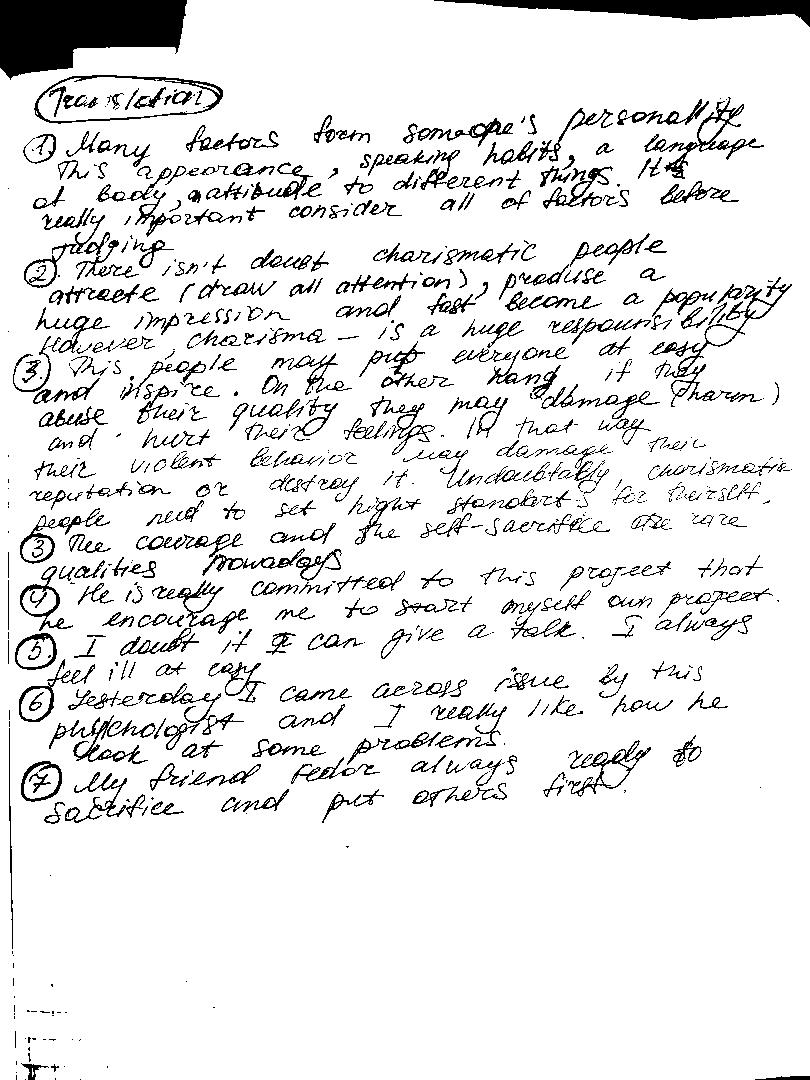 Translation
① Many factors form someone's personality
This appearance, speaking habits, a language
of body, attitude to different things. It's
really important consider all of factors before
judging
②. There isn't doubt charismatic people
attracte (draw all attention), produse a
huge impression and fast become a popularity
However, charisma – is a huge responsibility
③ This people may put everyone at easy
and inspire. On the other hang if they
abuse their quality they may damage (harm)
and hurt their feelings. In that way
their violent behavior may damage their
reputation or destroy it. Undoubtably, charismatic
people need to set hight standarts for theirself.
③ The courage and the self-sacrifice are rare
qualities nowadays
④ He is really committed to this project that
he encourage me to start myself own project.
⑤. I doubt if I can give a talk. I always
feel ill at easy
⑥ Yesterday I came across issue by this
phychologist and I really like how he
look at some problems.
⑦ My friend Fedor always ready to
sacrifice and put others first.